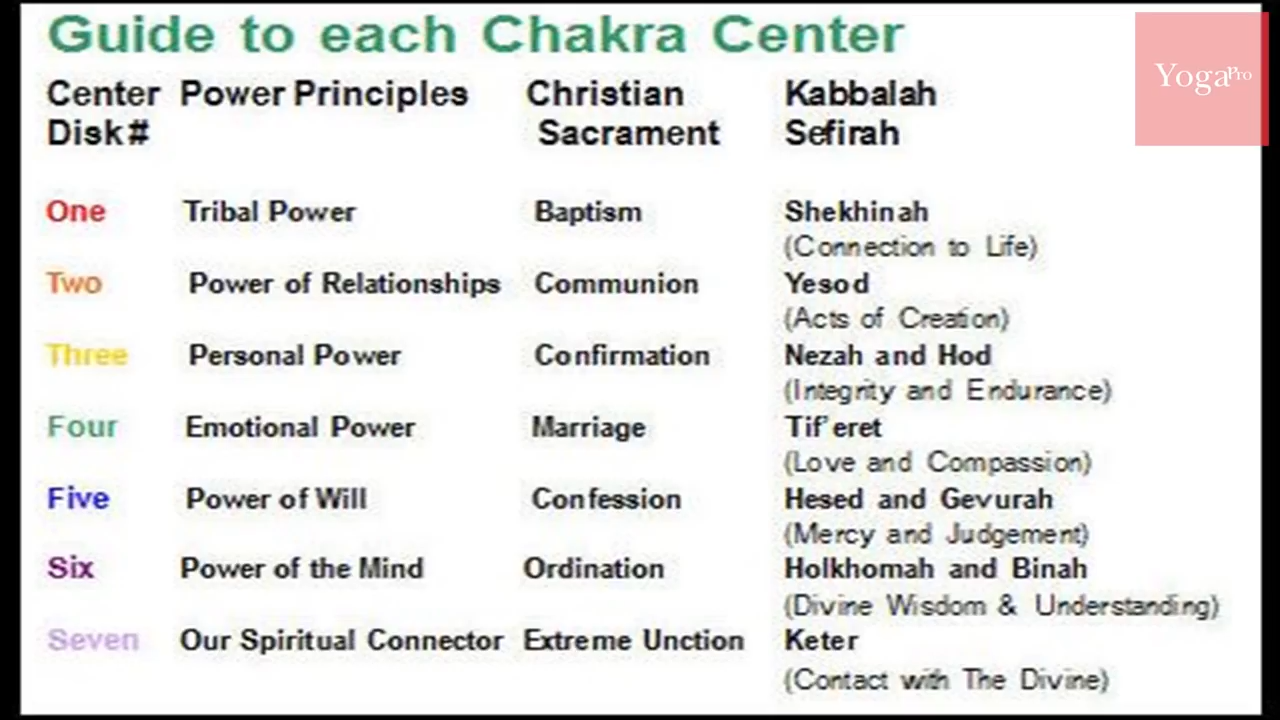 Guide to each Chakra Center
YogaPro
Center Power Principles Christian Kabbalah
Disk# Sacrament Sefirah
One Tribal Power Baptism Shekhinah
(Connection to Life)
Two Power of Relationships Communion Yesod
(Acts of Creation)
Three Personal Power Confirmation Nezah and Hod
(Integrity and Endurance)
Four Emotional Power Marriage Tif'eret
(Love and Compassion)
Five Power of Will Confession Hesed and Gevurah
(Mercy and Judgement)
Six Power of the Mind Ordination Holkhomah and Binah
(Divine Wisdom & Understanding)
Seven Our Spiritual Connector Extreme Unction Keter
(Contact with The Divine)